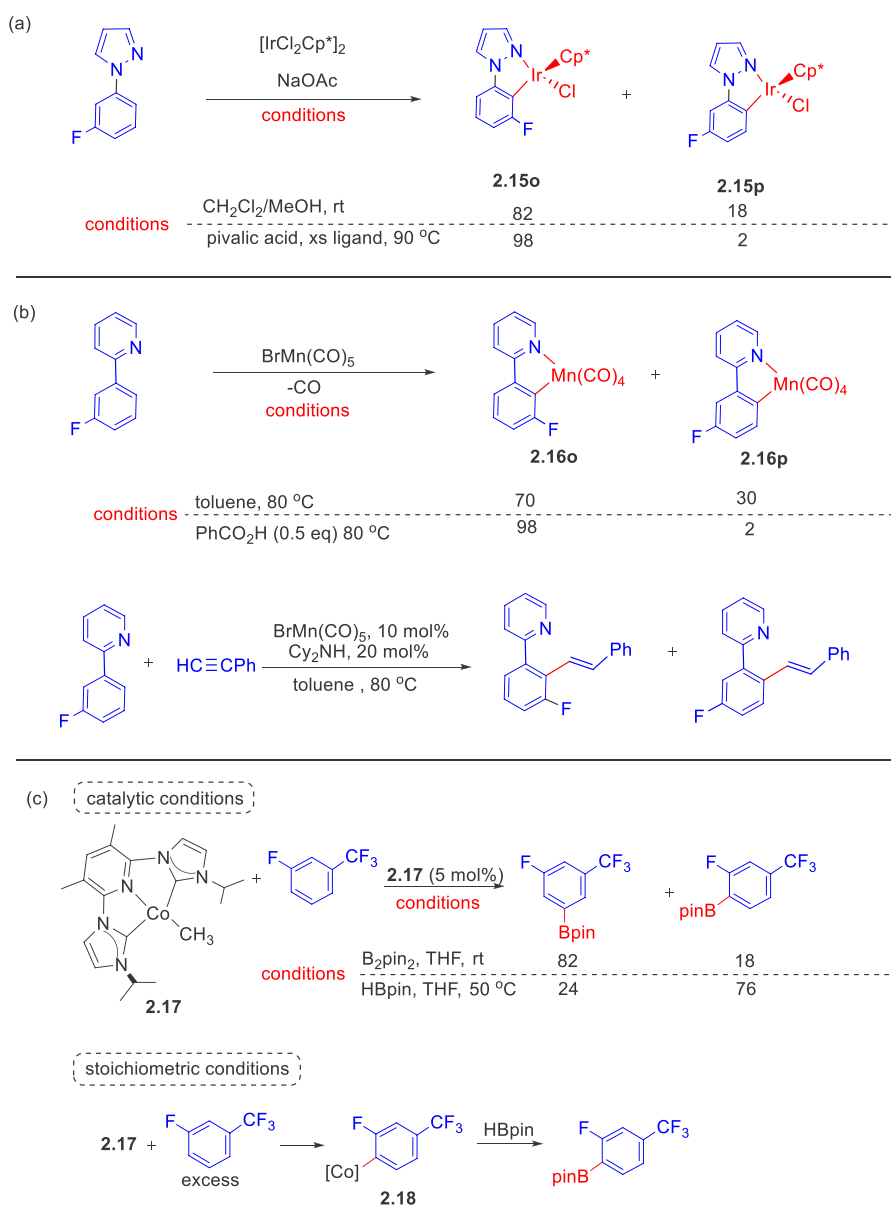 (a)
[IrCl2Cp*]2
NaOAc
conditions
N
N
F
N
N
Ir
Cp*
Cl
F
+
N
N
Ir
Cp*
Cl
F
2.15o
2.15p
conditions
CH2Cl2/MeOH, rt
82
18
pivalic acid, xs ligand, 90 oC
98
2
(b)
N
F
BrMn(CO)5
-CO
conditions
N
Mn(CO)4
F
+
N
Mn(CO)4
F
2.16o
2.16p
conditions
toluene, 80 oC
70
30
PhCO2H (0.5 eq) 80 oC
98
2
N
F
+
HC≡CPh
BrMn(CO)5, 10 mol%
Cy2NH, 20 mol%
toluene , 80 oC
N
Ph
F
+
N
Ph
F
(c)
catalytic conditions
N
N
N
Co
CH3
N
N
2.17
+
F
CF3
2.17 (5 mol%)
conditions
F
CF3
Bpin
+
F
CF3
pinB
conditions
B2pin2, THF, rt
82
18
HBpin, THF, 50 oC
24
76
stoichiometric conditions
2.17 +
F
CF3
excess
F
CF3
[Co]
2.18
HBpin
F
CF3
pinB